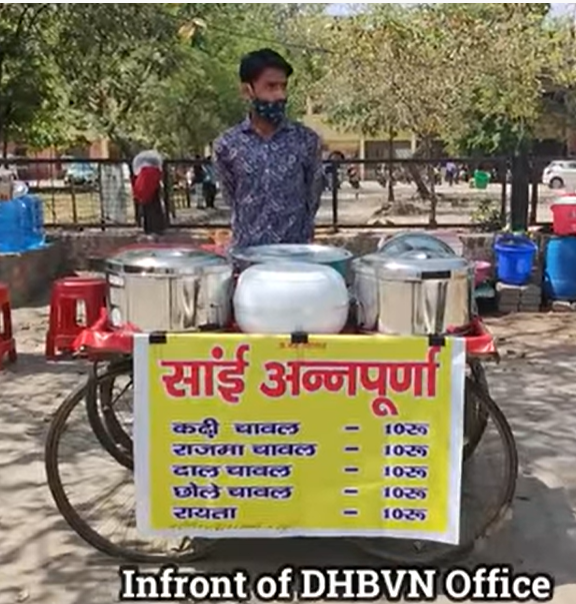 सांई अन्नपूर्णा
कढ़ी चावल - 10रू
राजमा चावल - 10रू
दाल चावल - 10रू
छोले चावल - 10रू
रायता - 10रू
Infront of DHBVN Office